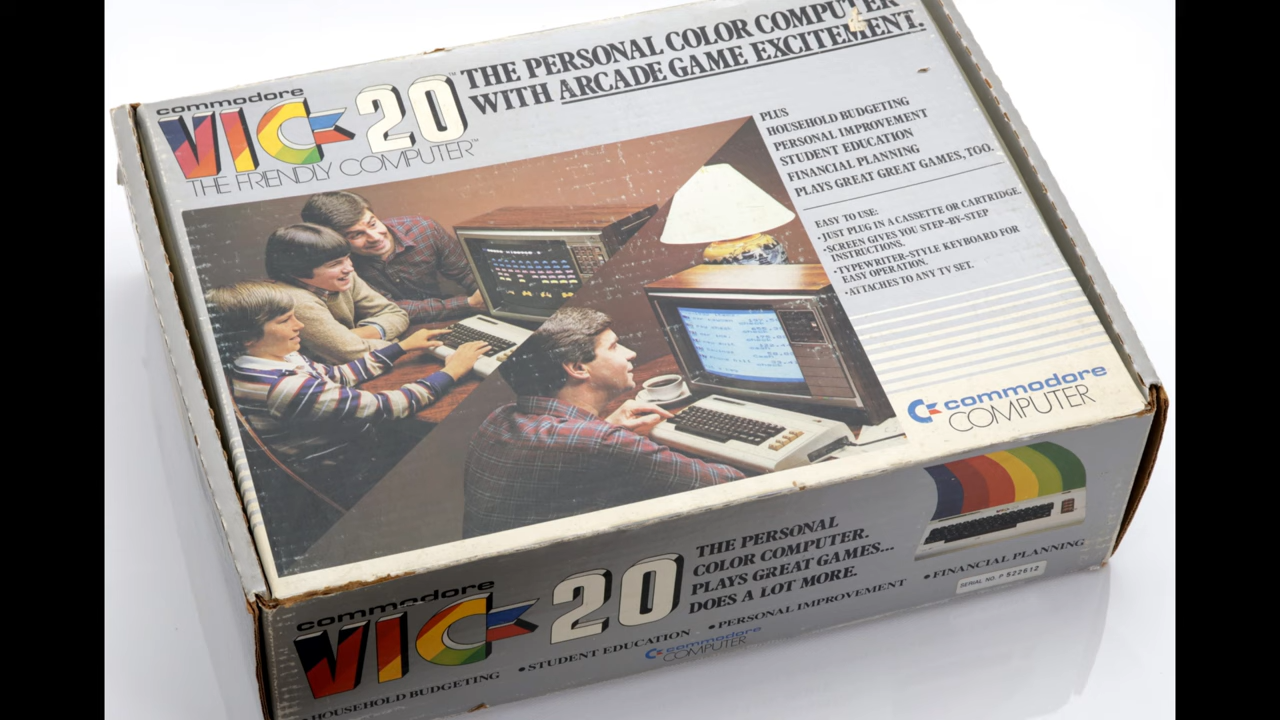 commodore
VIC-20™
THE FRIENDLY COMPUTER™
THE PERSONAL COLOR COMPUTER
WITH ARCADE GAME EXCITEMENT.
PLUS
HOUSEHOLD BUDGETING
PERSONAL IMPROVEMENT
STUDENT EDUCATION
FINANCIAL PLANNING
PLAYS GREAT GREAT GAMES, TOO.
EASY TO USE:
• JUST PLUG IN A CASSETTE OR CARTRIDGE.
• SCREEN GIVES YOU STEP-BY-STEP
INSTRUCTIONS.
• TYPEWRITER-STYLE KEYBOARD FOR
EASY OPERATION.
• ATTACHES TO ANY TV SET.
commodore
COMPUTER
commodore
VIC-20
THE PERSONAL
COLOR COMPUTER.
PLAYS GREAT GAMES...
DOES A LOT MORE.
HOUSEHOLD BUDGETING • STUDENT EDUCATION • PERSONAL IMPROVEMENT • FINANCIAL PLANNING
SERIAL NO. P 522612
commodore
COMPUTER